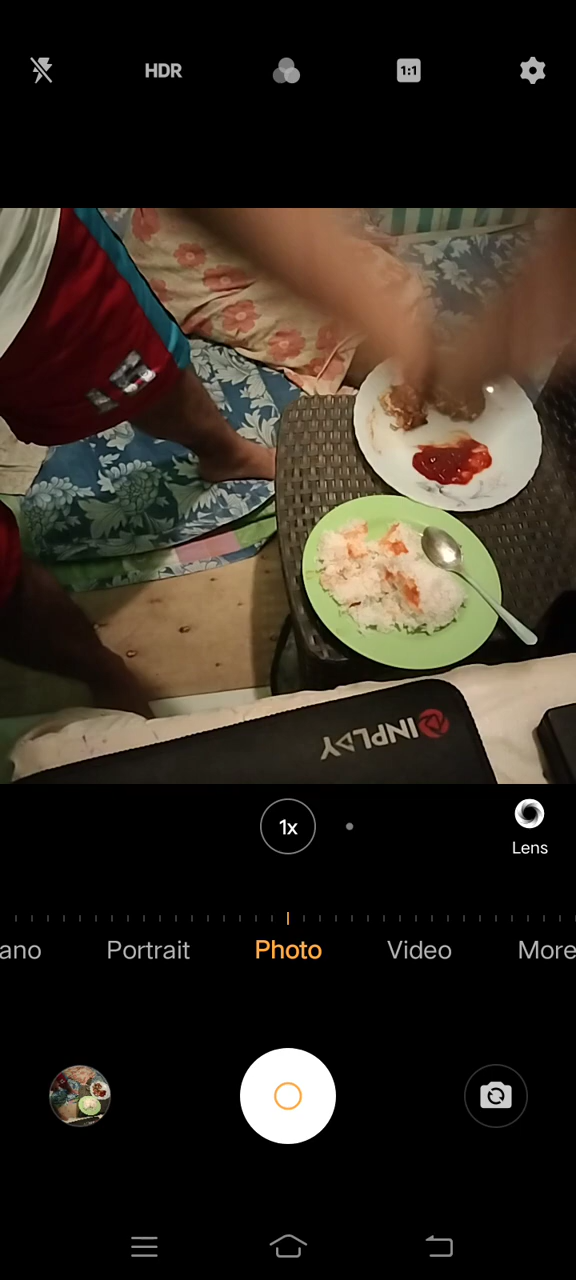 HDR
1:1
INPLAY
1x
Lens
ano
Portrait
Photo
Video
More